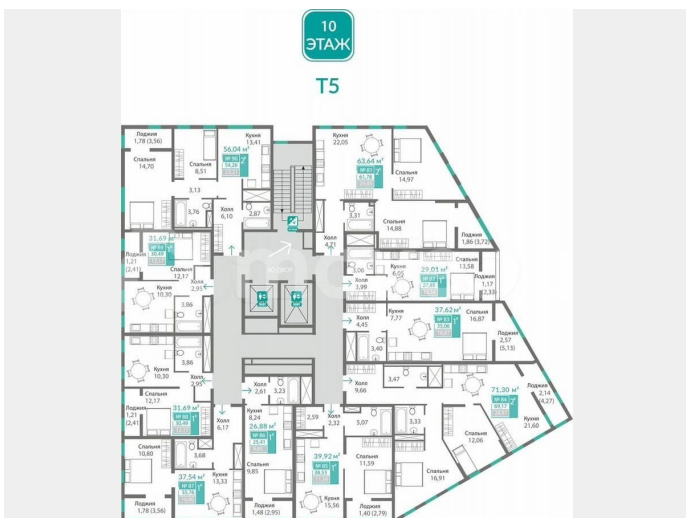 10
ЭТАЖ
Т5
Лоджия
1,78 (3,56)
Спальня
14,70
Спальня
8,51
56,04 м²
Кухня
13,41
3,13
3,76
Холл
6,10
2,87
Кухня
22,05
63,64 м²
61,78
Спальня
14,97
3,31
Холл
4,71
Спальня
14,88
Лоджия
1,86 (3,72)
31,69 м²
30,49
Лоджия
1,21
(2,41)
Спальня
12,17
Холл
2,95
Кухня
10,30
3,86
Холл
3,99
Кухня
6,05
29,01 м²
Спальня
13,58
Лоджия
1,17
(2,33)
Холл
4,45
Кухня
7,77
37,62 м²
Спальня
16,87
Лоджия
2,57
(5,13)
3,40
3,86
Кухня
10,30
Холл
2,95
Спальня
12,17
Лоджия
1,21
(2,41
31,69 м²
30,49
Холл
6,17
Холл
2,61
3,23
Холл
9,66
3,47
71,30 м²
Лоджия
2,14
(4,27)
Кухня
21,60
Спальня
12,06
3,33
Спальня
16,91
Спальня
10,80
3,68
37,54 м²
Кухня
13,33
Лоджия
1,78 (3,56)
Кухня
8,24
26,88 м²
25,41
Спальня
9,85
Лоджия
1,48 (2,95)
2,59
Холл
2,32
3,07
39,92 м²
Кухня
15,56
Спальня
11,59
Лоджия
1,40 (2,79)